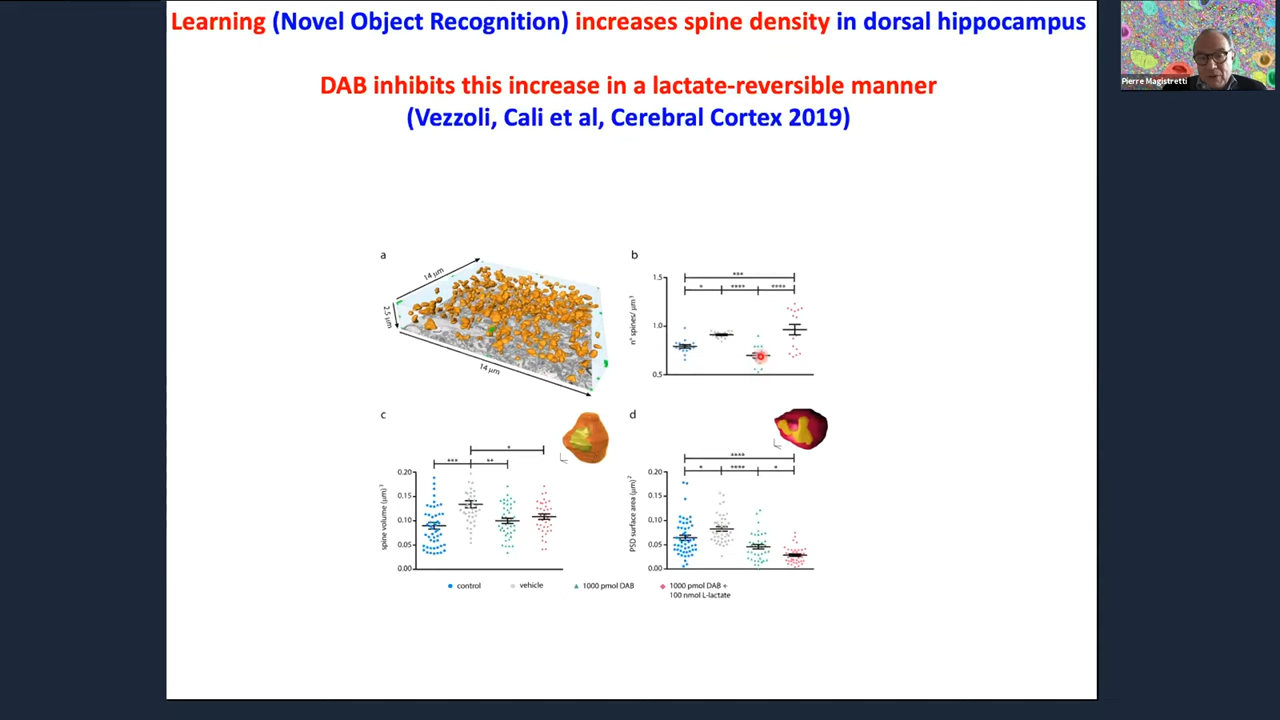 Learning (Novel Object Recognition) increases spine density in dorsal hippocampus
DAB inhibits this increase in a lactate-reversible manner
(Vezzoli, Cali et al, Cerebral Cortex 2019)
Pierre Magistretti
a
14 µm
2.5 µm
14 µm
b
n° spines/ µm³
1.5
1.0
0.5
***
* **** ****
c
spine volume (µm)³
0.20
0.15
0.10
0.05
0.00
*
*** **
d
PSD surface area (µm)²
0.20
0.15
0.10
0.05
0.00
****
* **** *
control
vehicle
1000 pmol DAB
1000 pmol DAB +
100 nmol L-lactate